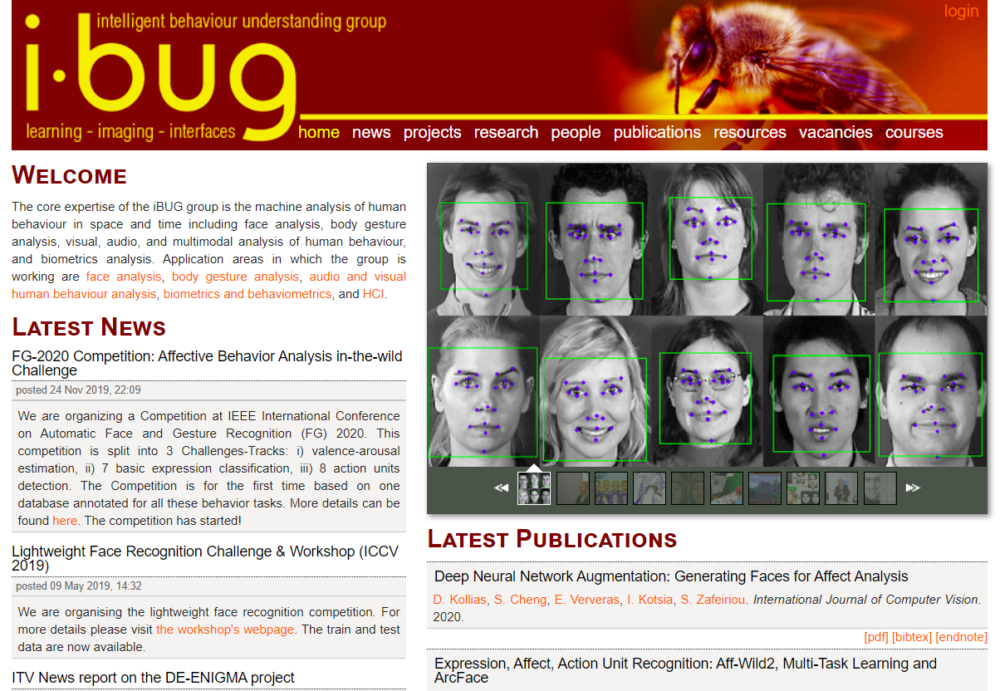 intelligent behaviour understanding group
login
i·bug
learning - imaging - interfaces
home news projects research people publications resources vacancies courses
WELCOME
The core expertise of the iBUG group is the machine analysis of human
behaviour in space and time including face analysis, body gesture
analysis, visual, audio, and multimodal analysis of human behaviour,
and biometrics analysis. Application areas in which the group is
working are face analysis, body gesture analysis, audio and visual
human behaviour analysis, biometrics and behaviometrics, and HCI.
LATEST NEWS
FG-2020 Competition: Affective Behavior Analysis in-the-wild
Challenge
posted 24 Nov 2019, 22:09
We are organizing a Competition at IEEE International Conference
on Automatic Face and Gesture Recognition (FG) 2020. This
competition is split into 3 Challenges-Tracks: i) valence-arousal
estimation, ii) 7 basic expression classification, iii) 8 action units
detection. The Competition is for the first time based on one
database annotated for all these behavior tasks. More details can be
found here. The competition has started!
Lightweight Face Recognition Challenge & Workshop (ICCV
2019)
posted 09 May 2019, 14:32
We are organising the lightweight face recognition competition. For
more details please visit the workshop's webpage. The train and test
data are now available.
ITV News report on the DE-ENIGMA project
LATEST PUBLICATIONS
Deep Neural Network Augmentation: Generating Faces for Affect Analysis
D. Kollias, S. Cheng, E. Ververas, I. Kotsia, S. Zafeiriou. International Journal of Computer Vision.
2020.
[pdf] [bibtex] [endnote]
Expression, Affect, Action Unit Recognition: Aff-Wild2, Multi-Task Learning and
ArcFace